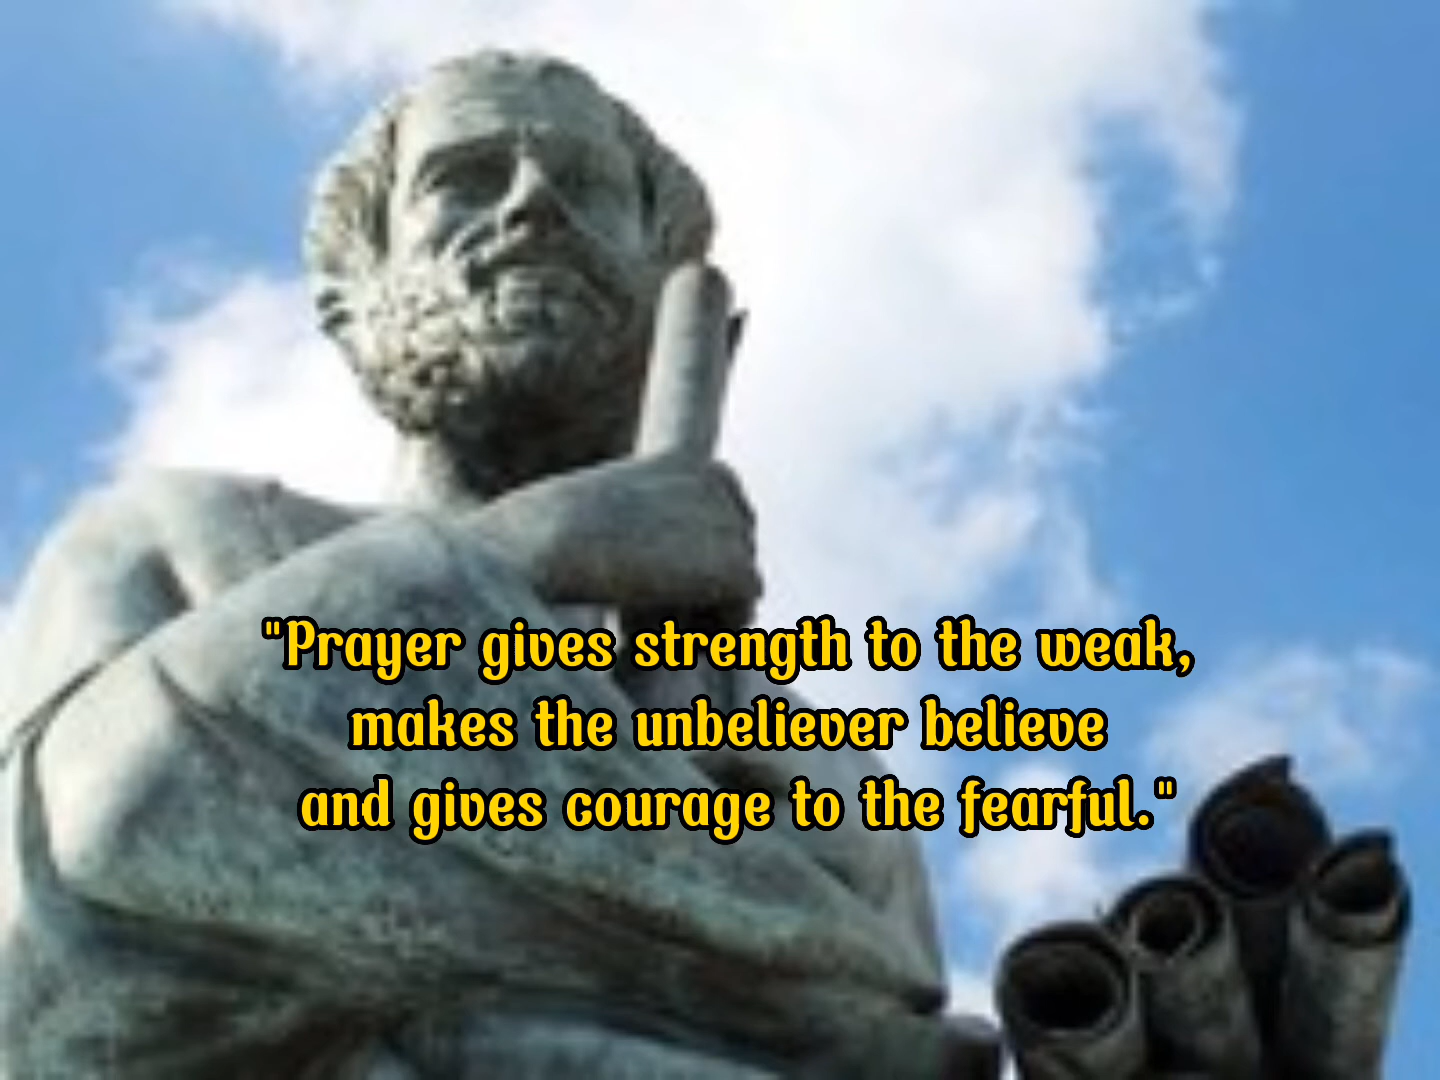 "Prayer gives strength to the weak,
makes the unbeliever believe
and gives courage to the fearful."